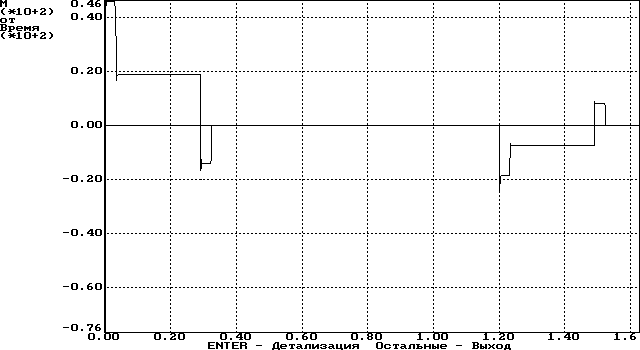 М
(*10+2)
от
Время
(*10+2)
0.46
0.40
0.20
0.00
-0.20
-0.40
-0.60
-0.76
0.00 0.20 0.40 0.60 0.80 1.00 1.20 1.40 1.6
ENTER - Детализация Остальные - Выход